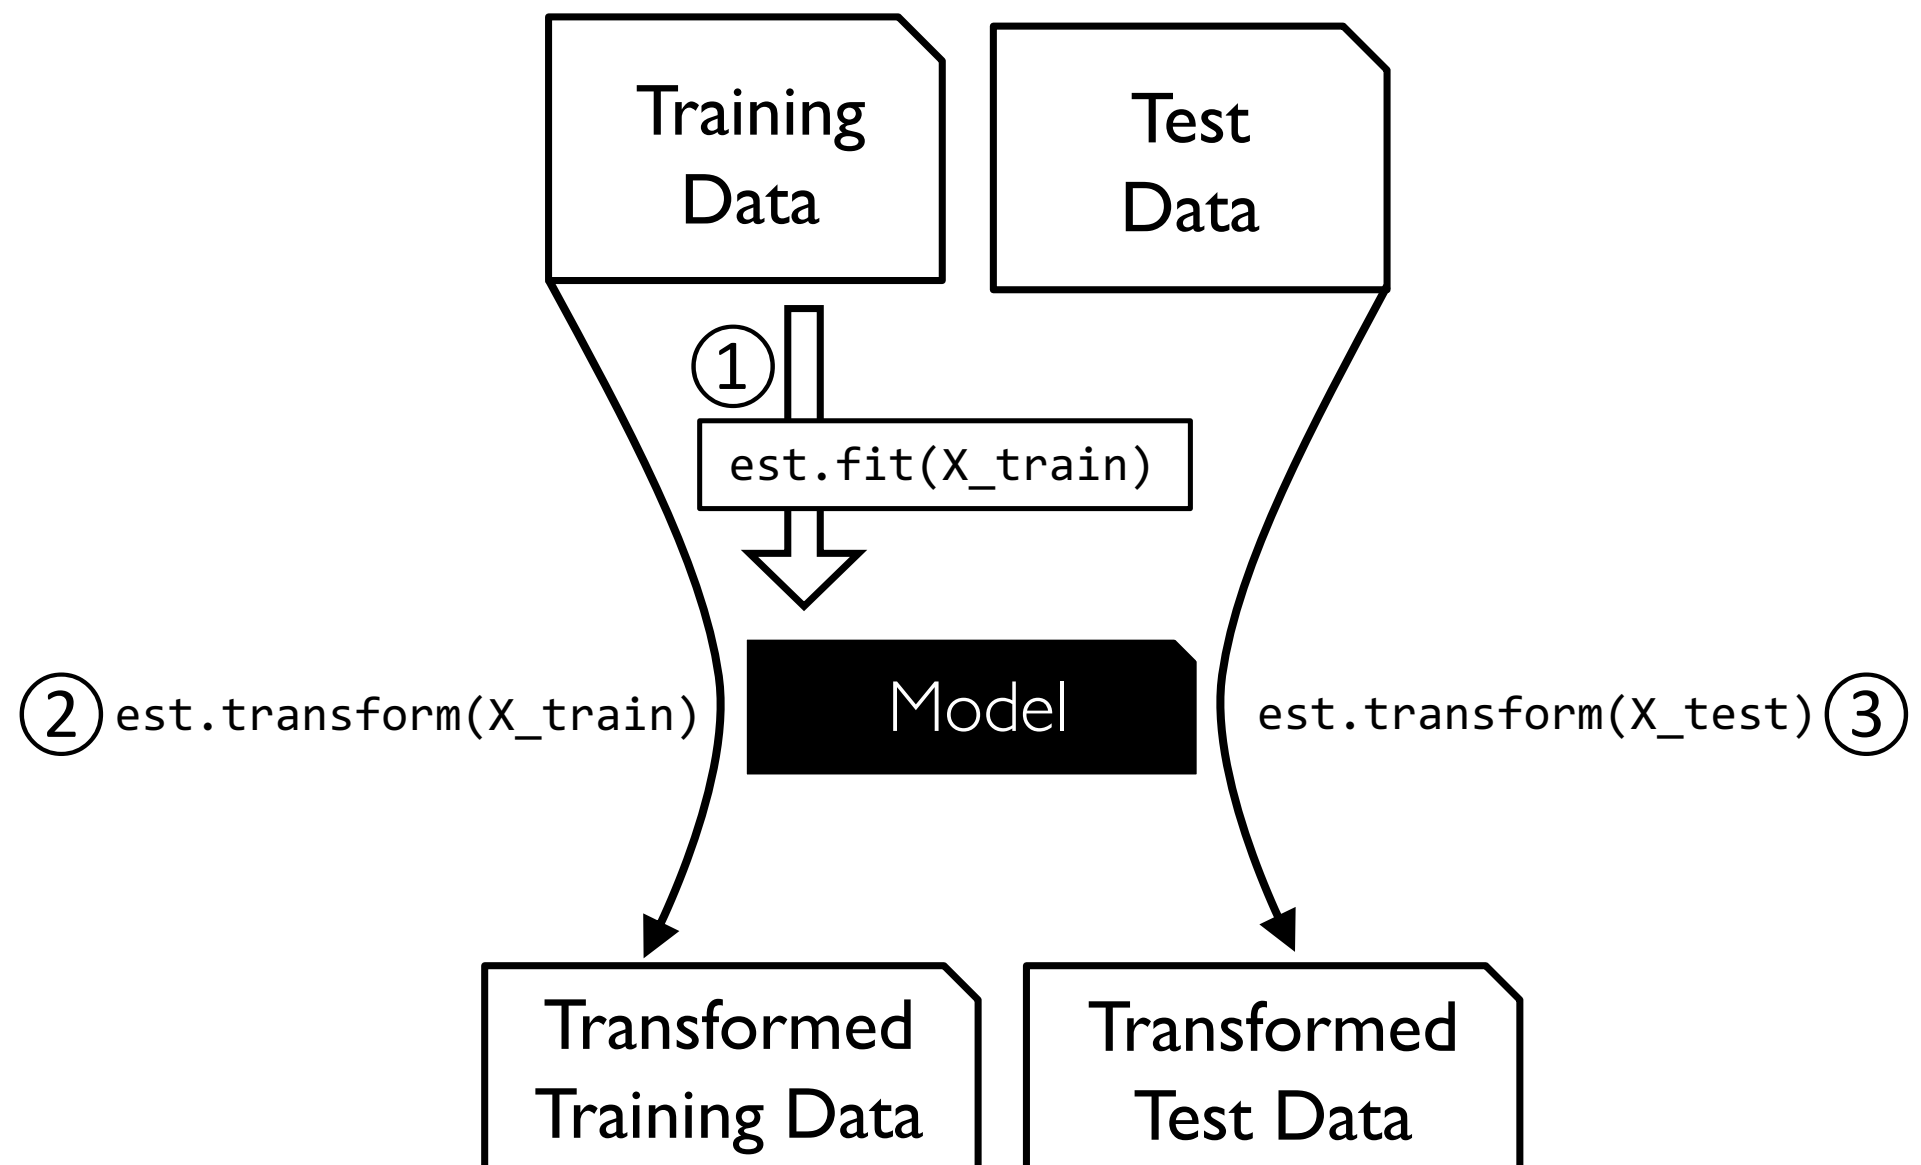 Training
Data
Test
Data
①
est.fit(X_train)
② est.transform(X_train)
Model
est.transform(X_test) ③
Transformed
Training Data
Transformed
Test Data